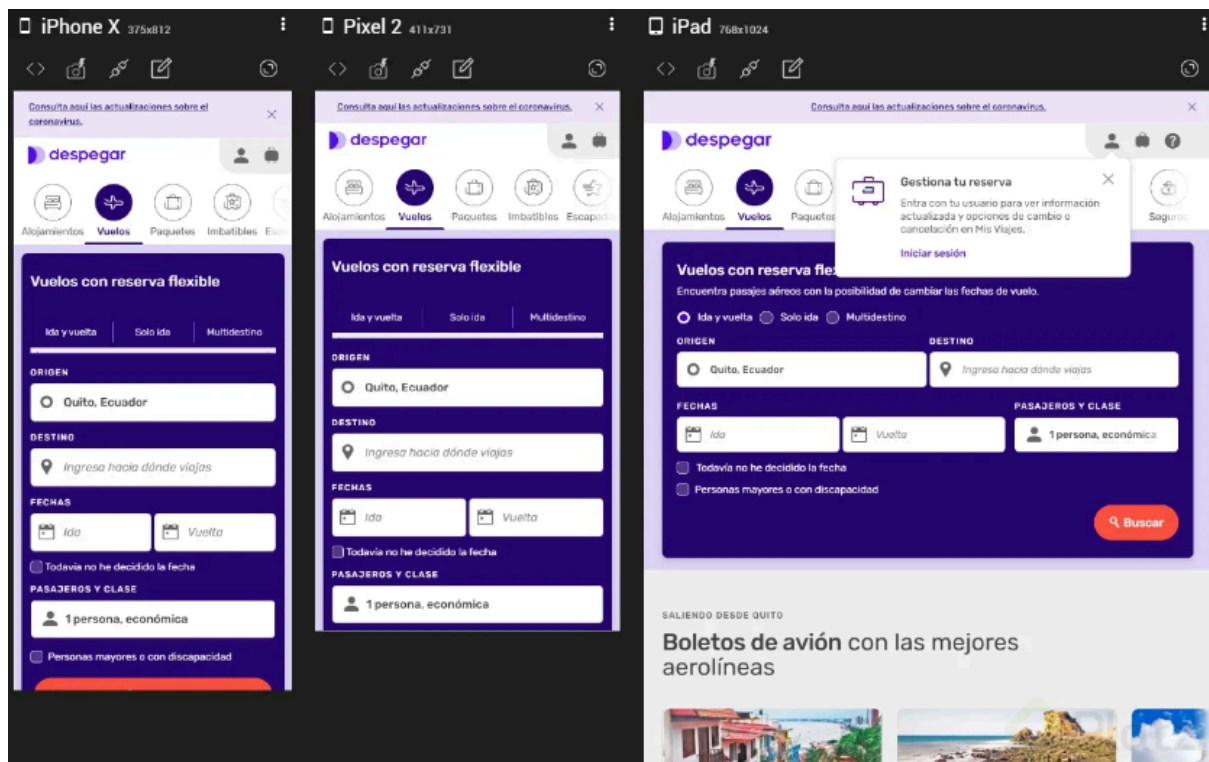 iPhone X 375x812
Consulta aquí las actualizaciones sobre el
coronavirus.
despegar
Alojamientos Vuelos Paquetes Imbatibles
Vuelos con reserva flexible
Ida y vuelta Solo ida Multidestino
ORIGEN
Quito, Ecuador
DESTINO
Ingresa hacia dónde viajas
FECHAS
Ida Vuelta
Todavía no he decidido la fecha
PASAJEROS Y CLASE
1 persona, económica
Personas mayores o con discapacidad
Pixel 2 411x731
Consulta aquí las actualizaciones sobre el coronavirus.
despegar
Alojamientos Vuelos Paquetes Imbatibles Escapada
Vuelos con reserva flexible
Ida y vuelta Solo ida Multidestino
ORIGEN
Quito, Ecuador
DESTINO
Ingresa hacia dónde viajas
FECHAS
Ida Vuelta
Todavía no he decidido la fecha
PASAJEROS Y CLASE
1 persona, económica
iPad 768x1024
Consulta aquí las actualizaciones sobre el coronavirus.
despegar
Alojamientos Vuelos Paquetes Seguros
Gestiona tu reserva
Entra con tu usuario para ver información
actualizada y opciones de cambio o
cancelación en Mis Viajes.
Iniciar sesión
Vuelos con reserva fle
Encuentra pasajes aéreos con la posibilidad de cambiar las fechas de vuelo.
Ida y vuelta Solo ida Multidestino
ORIGEN DESTINO
Quito, Ecuador Ingresa hacia dónde viajas
FECHAS PASAJEROS Y CLASE
Ida Vuelta 1 persona, económica
Todavía no he decidido la fecha
Personas mayores o con discapacidad
Buscar
SALIENDO DESDE QUITO
Boletos de avión con las mejores
aerolíneas